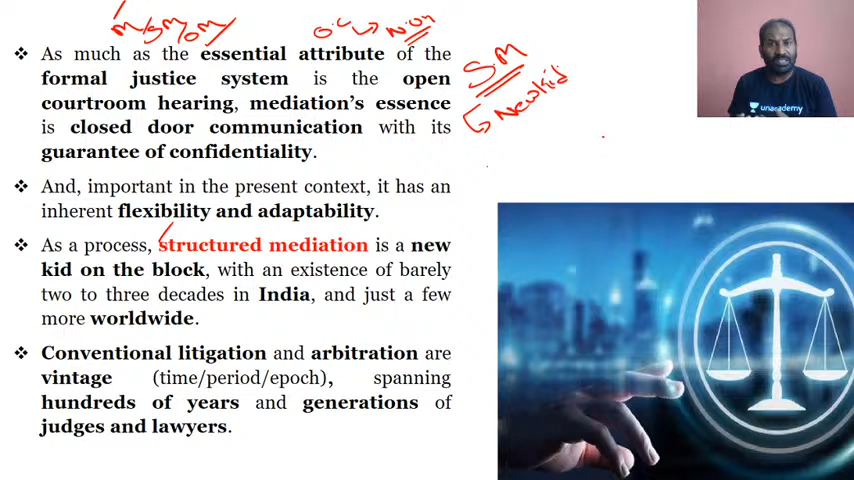 ❖ As much as the essential attribute of the
formal justice system is the open
courtroom hearing, mediation's essence
is closed door communication with its
guarantee of confidentiality.
❖ And, important in the present context, it has an
inherent flexibility and adaptability.
❖ As a process, structured mediation is a new
kid on the block, with an existence of barely
two to three decades in India, and just a few
more worldwide.
❖ Conventional litigation and arbitration are
vintage (time/period/epoch), spanning
hundreds of years and generations of
judges and lawyers.
S.M
New kid
unacademy